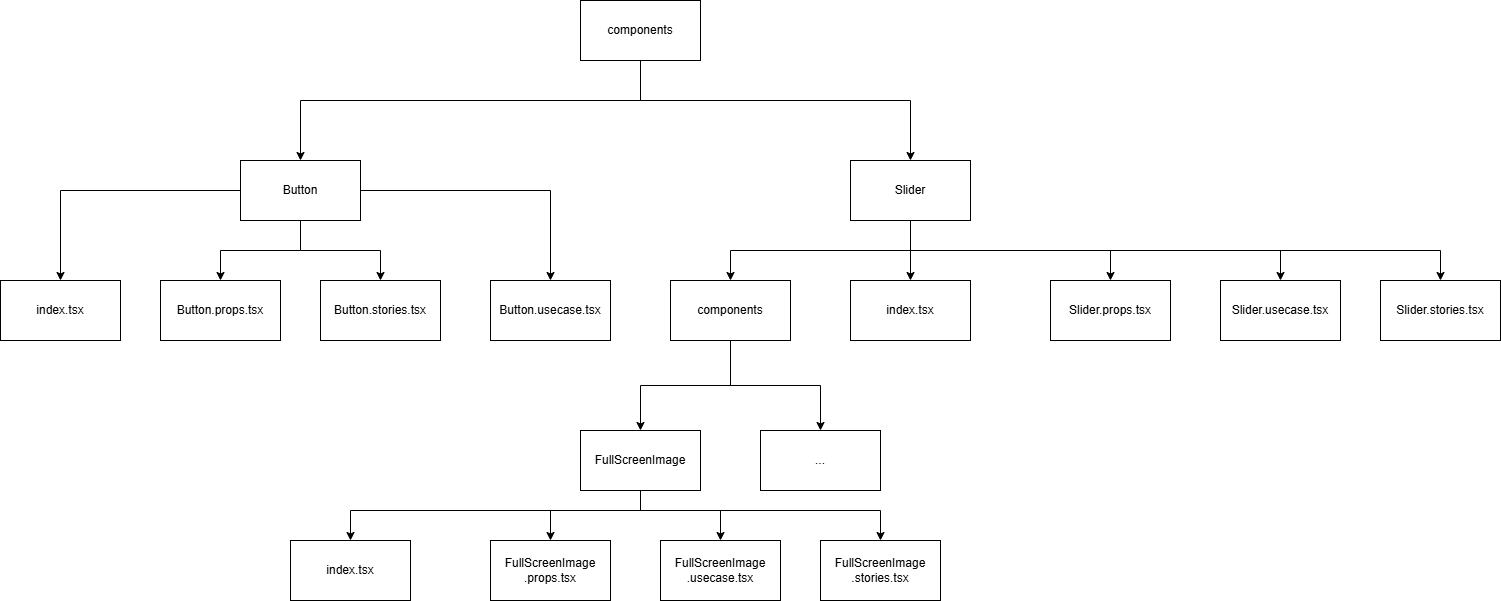 components
Button
Slider
index.tsx
Button.props.tsx
Button.stories.tsx
Button.usecase.tsx
components
index.tsx
Slider.props.tsx
Slider.usecase.tsx
Slider.stories.tsx
FullScreenImage
...
index.tsx
FullScreenImage
.props.tsx
FullScreenImage
.usecase.tsx
FullScreenImage
.stories.tsx